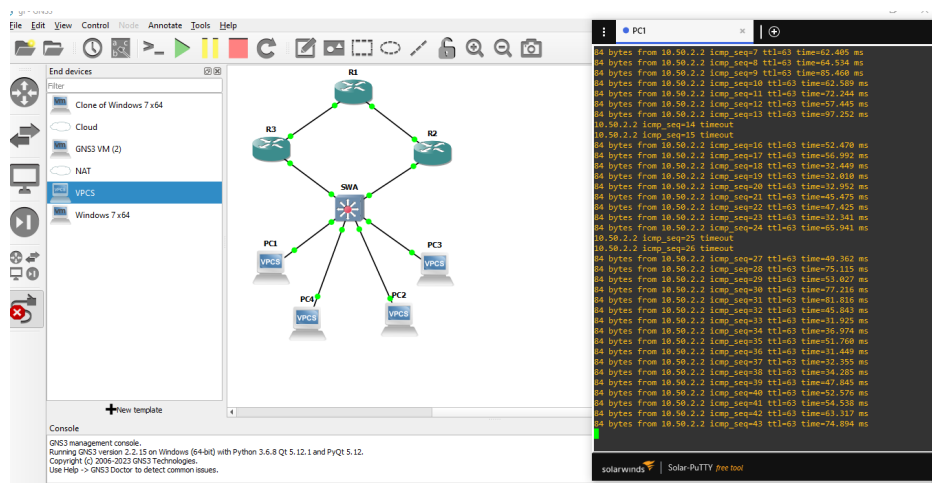 File Edit View Control Node Annotate Tools Help
End devices
Filter
Clone of Windows 7 x64
Cloud
GNS3 VM (2)
NAT
VPCS
Windows 7 x64
New template
R1
R3
R2
SWA
PC1
VPCS
PC3
VPCS
PC4
VPCS
PC2
VPCS
Console
GNS3 management console.
Running GNS3 version 2.2.15 on Windows (64-bit) with Python 3.6.8 Qt 5.12.1 and PyQt 5.12.
Copyright (c) 2006-2023 GNS3 Technologies.
Use Help -> GNS3 Doctor to detect common issues.
PC1
84 bytes from 10.50.2.2 icmp_seq=7 ttl=63 time=62.405 ms
84 bytes from 10.50.2.2 icmp_seq=8 ttl=63 time=64.534 ms
84 bytes from 10.50.2.2 icmp_seq=9 ttl=63 time=85.460 ms
84 bytes from 10.50.2.2 icmp_seq=10 ttl=63 time=62.589 ms
84 bytes from 10.50.2.2 icmp_seq=11 ttl=63 time=72.244 ms
84 bytes from 10.50.2.2 icmp_seq=12 ttl=63 time=57.445 ms
84 bytes from 10.50.2.2 icmp_seq=13 ttl=63 time=97.252 ms
10.50.2.2 icmp_seq=14 timeout
10.50.2.2 icmp_seq=15 timeout
84 bytes from 10.50.2.2 icmp_seq=16 ttl=63 time=52.470 ms
84 bytes from 10.50.2.2 icmp_seq=17 ttl=63 time=56.992 ms
84 bytes from 10.50.2.2 icmp_seq=18 ttl=63 time=32.449 ms
84 bytes from 10.50.2.2 icmp_seq=19 ttl=63 time=32.010 ms
84 bytes from 10.50.2.2 icmp_seq=20 ttl=63 time=32.952 ms
84 bytes from 10.50.2.2 icmp_seq=21 ttl=63 time=45.475 ms
84 bytes from 10.50.2.2 icmp_seq=22 ttl=63 time=47.425 ms
84 bytes from 10.50.2.2 icmp_seq=23 ttl=63 time=32.341 ms
84 bytes from 10.50.2.2 icmp_seq=24 ttl=63 time=65.941 ms
10.50.2.2 icmp_seq=25 timeout
10.50.2.2 icmp_seq=26 timeout
84 bytes from 10.50.2.2 icmp_seq=27 ttl=63 time=49.362 ms
84 bytes from 10.50.2.2 icmp_seq=28 ttl=63 time=75.115 ms
84 bytes from 10.50.2.2 icmp_seq=29 ttl=63 time=53.027 ms
84 bytes from 10.50.2.2 icmp_seq=30 ttl=63 time=77.216 ms
84 bytes from 10.50.2.2 icmp_seq=31 ttl=63 time=81.816 ms
84 bytes from 10.50.2.2 icmp_seq=32 ttl=63 time=45.843 ms
84 bytes from 10.50.2.2 icmp_seq=33 ttl=63 time=31.925 ms
84 bytes from 10.50.2.2 icmp_seq=34 ttl=63 time=36.974 ms
84 bytes from 10.50.2.2 icmp_seq=35 ttl=63 time=51.760 ms
84 bytes from 10.50.2.2 icmp_seq=36 ttl=63 time=31.449 ms
84 bytes from 10.50.2.2 icmp_seq=37 ttl=63 time=32.355 ms
84 bytes from 10.50.2.2 icmp_seq=38 ttl=63 time=34.285 ms
84 bytes from 10.50.2.2 icmp_seq=39 ttl=63 time=47.845 ms
84 bytes from 10.50.2.2 icmp_seq=40 ttl=63 time=52.576 ms
84 bytes from 10.50.2.2 icmp_seq=41 ttl=63 time=54.538 ms
84 bytes from 10.50.2.2 icmp_seq=42 ttl=63 time=63.317 ms
84 bytes from 10.50.2.2 icmp_seq=43 ttl=63 time=74.894 ms
solarwinds Solar-PuTTY free tool